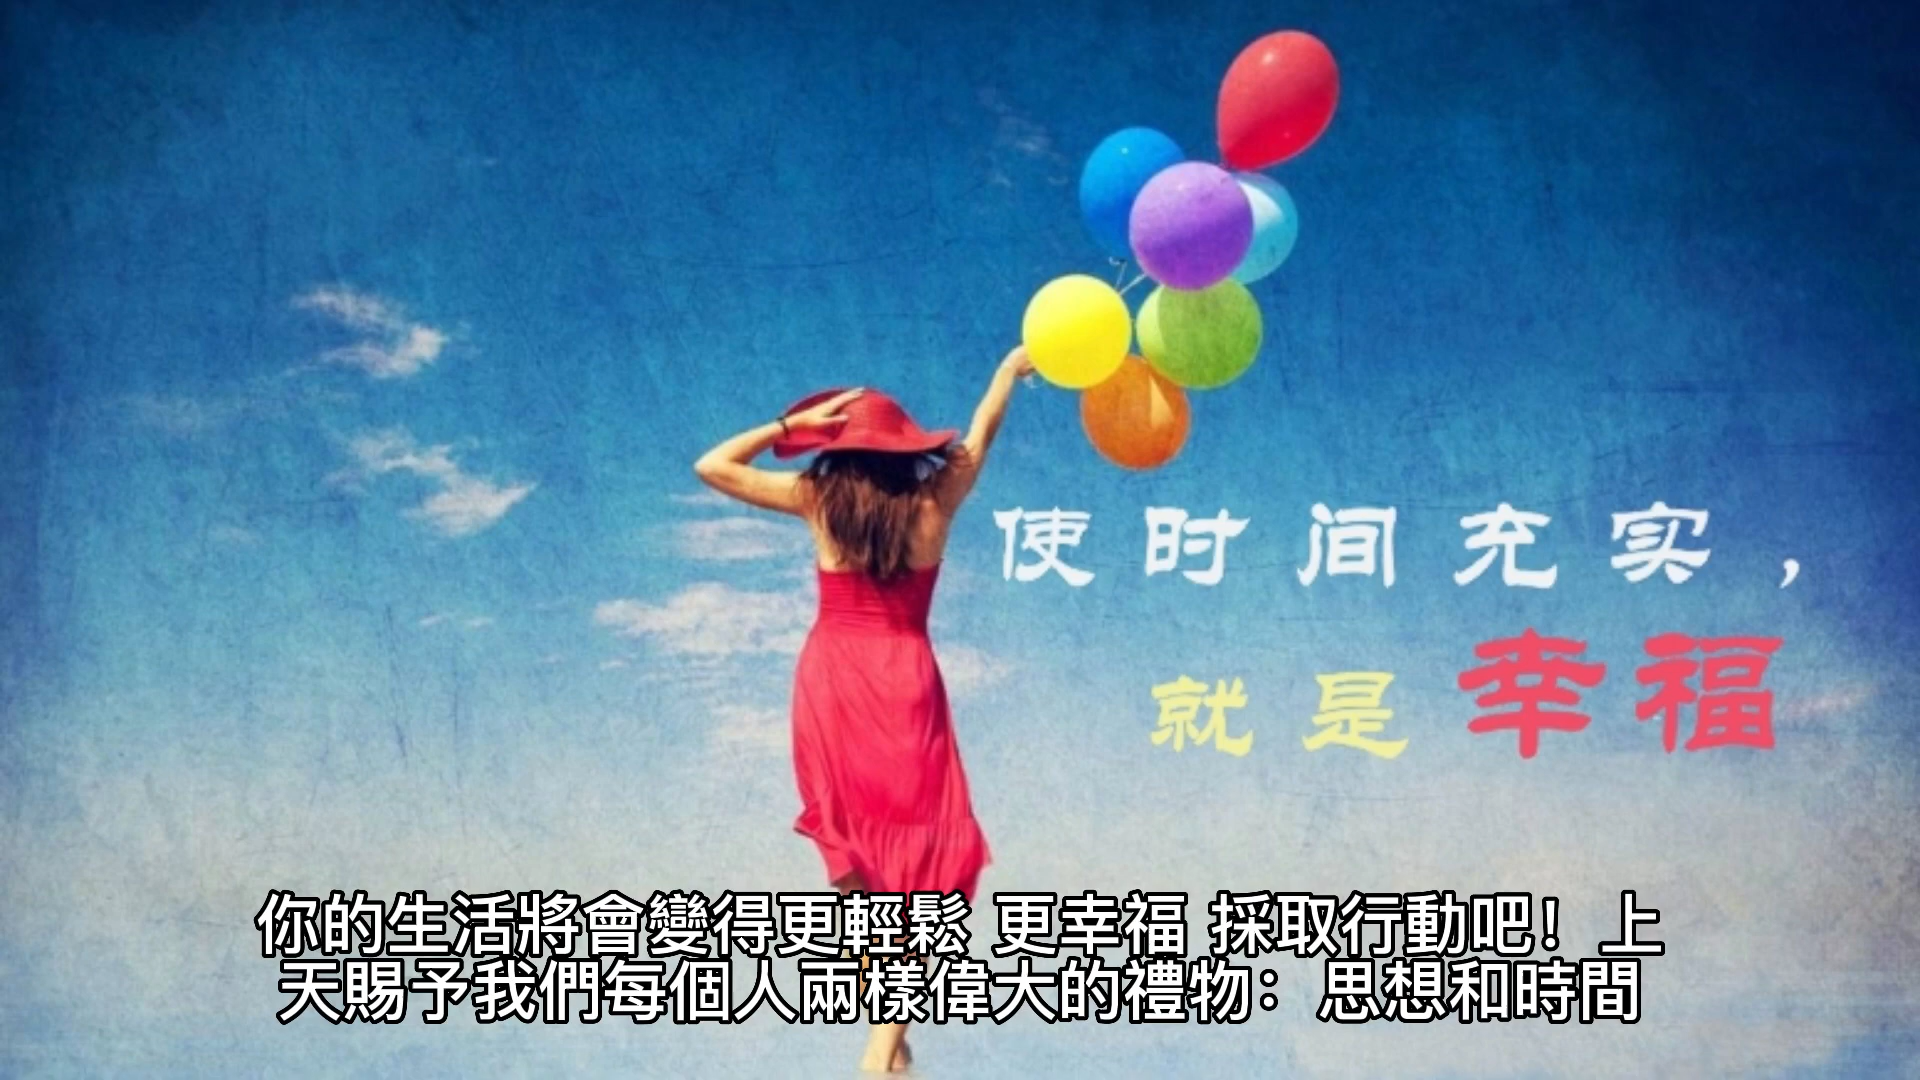 使时间充实，
就是幸福
你的生活將會變得更輕鬆 更幸福 採取行動吧！上
天賜予我們每個人兩樣偉大的禮物：思想和時間